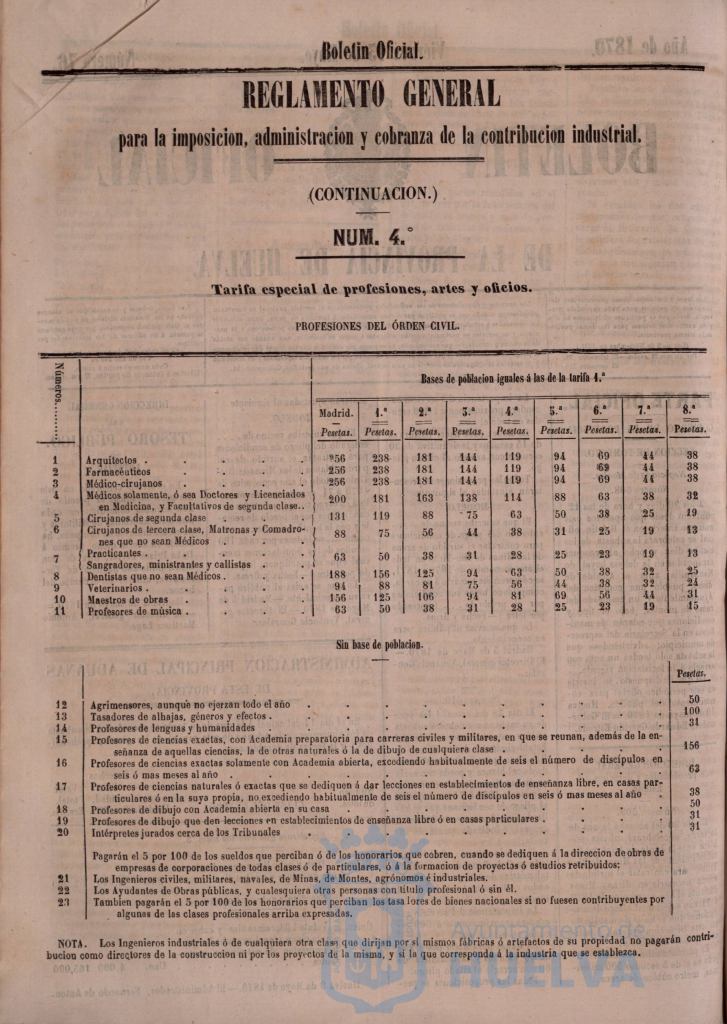 Boletin Oficial.
REGLAMENTO GENERAL
para la imposicion, administracion y cobranza de la contribucion industrial.
(CONTINUACION.)
NUM. 4.°
Tarifa especial de profesiones, artes y oficios.
PROFESIONES DEL ÓRDEN CIVIL.
Números.......
Bases de poblacion iguales á las de la tarifa 1.ª
Madrid. 1.ª 2.ª 3.ª 4.ª 5.ª 6.ª 7.ª 8.ª
Pesetas. Pesetas. Pesetas. Pesetas. Pesetas. Pesetas. Pesetas. Pesetas. Pesetas.
1 Arquitectos . . . . . 256 238 181 144 119 94 69 44 38
2 Farmacéuticos . . . . 256 238 181 144 119 94 69 44 38
3 Médico-cirujanos . . . . 256 238 181 144 119 94 69 44 38
4 Médicos solamente, ó sea Doctores y Licenciados
en Medicina, y Facultativos de segunda clase.. 200 181 163 138 114 88 63 38 32
5 Cirujanos de segunda clase . . . 131 119 88 75 63 50 38 25 19
6 Cirujanos de tercera clase, Matronas y Comadro-
nes que no sean Médicos . . . 88 75 56 44 38 31 25 19 13
7 Practicantes . . . . .
Sangradores, ministrantes y callistas . . 63 50 38 31 28 25 23 19 13
8 Dentistas que no sean Médicos . . . 188 156 125 94 63 50 38 32 25
9 Veterinarios . . . . . 94 88 81 75 56 44 38 32 24
10 Maestros de obras . . . . 156 125 106 94 81 69 56 44 31
11 Profesores de música . . . . 63 50 38 31 28 25 23 19 15
Sin base de poblacion.
Pesetas.
12 Agrimensores, aunque no ejerzan todo el año . . . . . . . . 50
13 Tasadores de alhajas, géneros y efectos . . . . . . . . 100
14 Profesores de lenguas y humanidades . . . . . . . . 31
15 Profesores de ciencias exactas, con Academia preparatoria para carreras civiles y militares, en que se reunan, además de la en-
señanza de aquellas ciencias, la de otras naturales ó la de dibujo de cualquiera clase . . . . 156
16 Profesores de ciencias exactas solamente con Academia abierta, excediendo habitualmente de seis el número de discípulos en
seis ó mas meses al año . . . . . . . . . 63
17 Profesores de ciencias naturales ó exactas que se dediquen á dar lecciones en establecimientos de enseñanza libre, en casas par-
ticulares ó en la suya propia, no excediendo habitualmente de seis el número de discípulos en seis ó mas meses al año . 38
18 Profesores de dibujo con Academia abierta en su casa . . . . . . . . 50
19 Profesores de dibujo que den lecciones en establecimientos de enseñanza libre ó en casas particulares . . . . 31
20 Intérpretes jurados cerca de los Tribunales . . . . . . . . 31
Pagarán el 5 por 100 de los sueldos que perciban ó de los honorarios que cobren, cuando se dediquen á la direccion de obras de
empresas de corporaciones de todas clases ó de particulares, ó á la formacion de proyectos ó estudios retribuidos:
21 Los Ingenieros civiles, militares, navales, de Minas, de Montes, agrónomos é industriales.
22 Los Ayudantes de Obras públicas, y cualesquiera otras personas con título profesional ó sin él.
23 Tambien pagarán el 5 por 100 de los honorarios que perciban los tasadores de bienes nacionales si no fuesen contribuyentes por
algunas de las clases profesionales arriba expresadas.
NOTA. Los Ingenieros industriales ó de cualquiera otra clase que dirijan por sí mismos fábricas ó artefactos de su propiedad no pagarán contri-
bucion como directores de la construccion ni por los proyectos de la misma, y sí la que corresponda á la industria que se establezca.
Ayuntamiento de
HUELVA